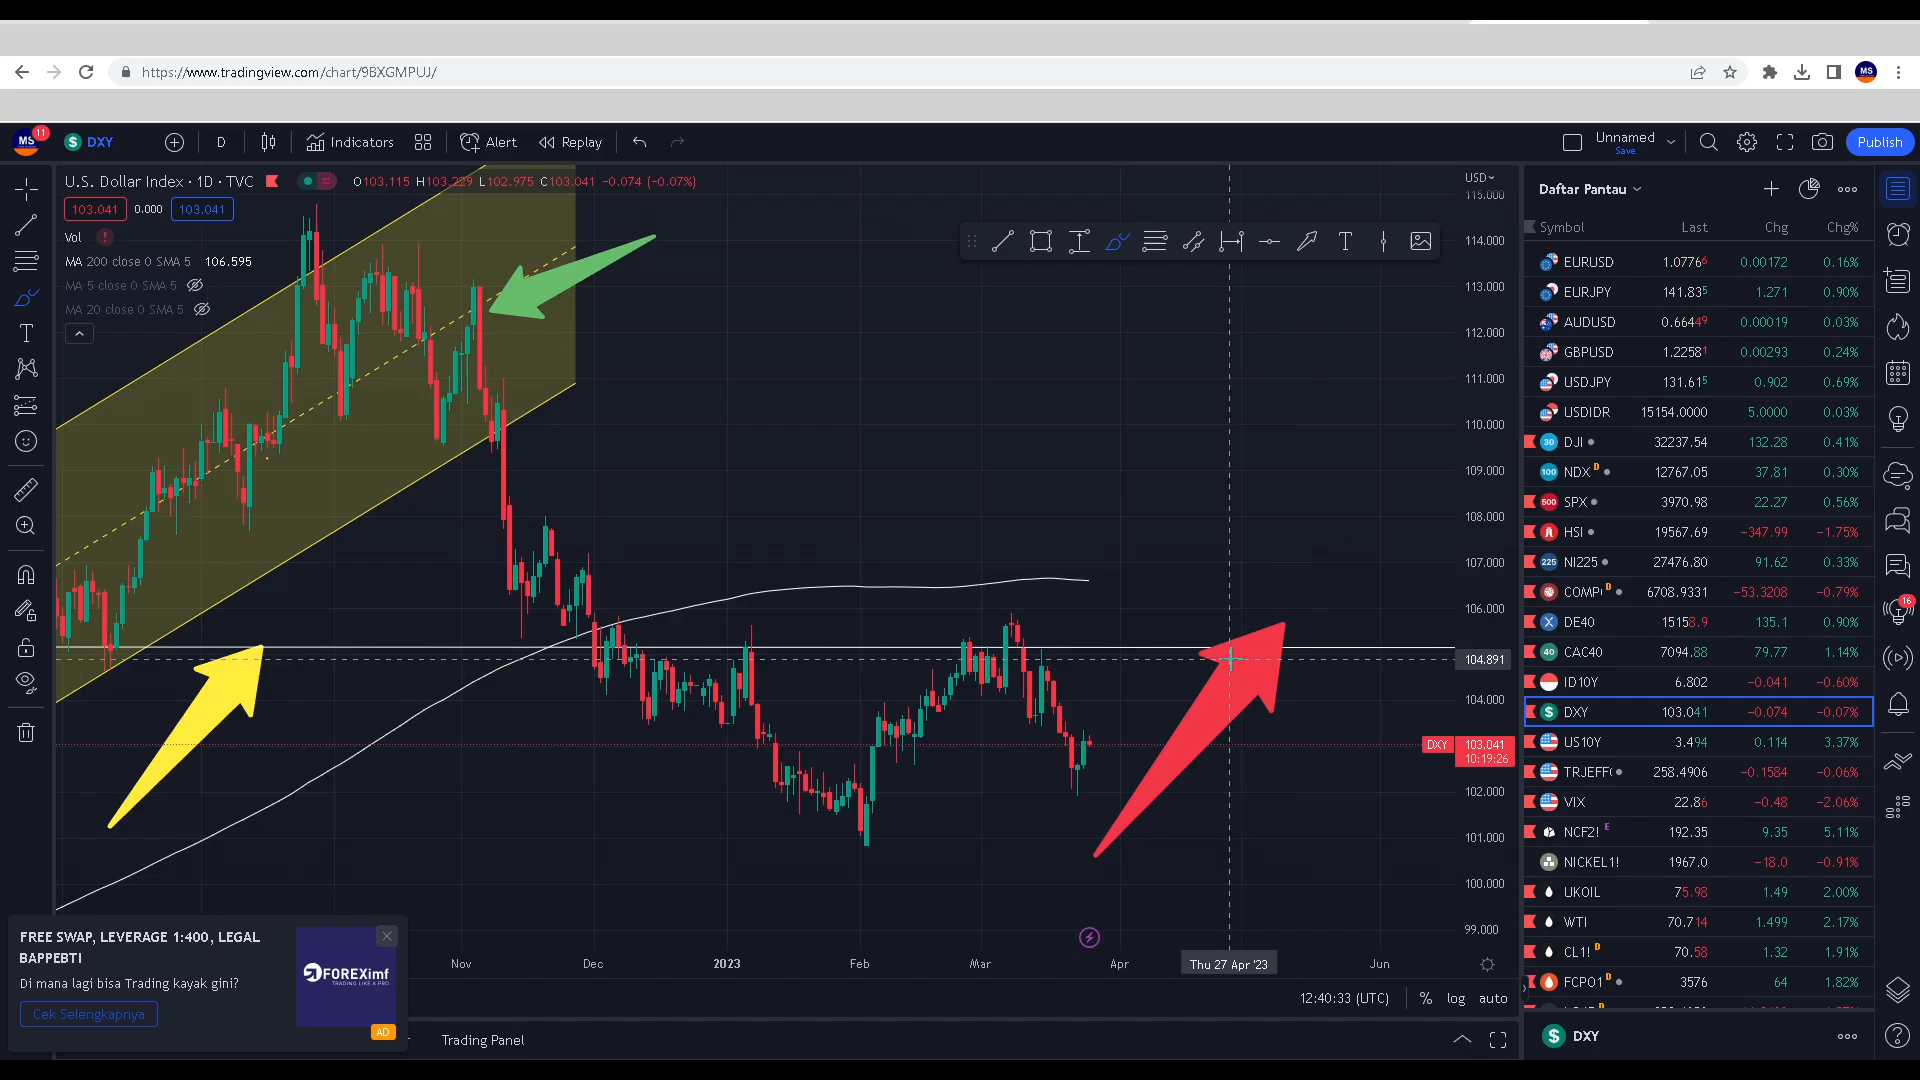 https://www.tradingview.com/chart/9BXGMPUJ/
MS
MS 11 DXY D Indicators Alert Replay Unnamed Save Publish
U.S. Dollar Index · 1D · TVC O103.115 H103.229 L102.975 C103.041 −0.074 (−0.07%)
103.041 0.000 103.041
Vol
MA 200 close 0 SMA 5 106.595
MA 5 close 0 SMA 5
MA 20 close 0 SMA 5
USD
115.000
114.000
113.000
112.000
111.000
110.000
109.000
108.000
107.000
106.000
104.891
104.000
DXY 103.041
10:19:26
102.000
101.000
100.000
99.000
Nov Dec 2023 Feb Mar Apr Thu 27 Apr '23 Jun
12:40:33 (UTC) % log auto
Trading Panel
FREE SWAP, LEVERAGE 1:400, LEGAL
BAPPEBTI
Di mana lagi bisa Trading kayak gini?
Cek Selengkapnya
FOREXimf
TRADING LIKE A PRO
AD
Daftar Pantau
Symbol Last Chg Chg%
EURUSD 1.07766 0.00172 0.16%
EURJPY 141.835 1.271 0.90%
AUDUSD 0.66449 0.00019 0.03%
GBPUSD 1.22581 0.00293 0.24%
USDJPY 131.615 0.902 0.69%
USDIDR 15154.0000 5.0000 0.03%
30 DJI 32237.54 132.28 0.41%
100 NDX D 12767.05 37.81 0.30%
500 SPX 3970.98 22.27 0.56%
HSI 19567.69 −347.99 −1.75%
225 NI225 27476.80 91.62 0.33%
COMP D 6708.9331 −53.3208 −0.79%
X DE40 15158.9 135.1 0.90%
40 CAC40 7094.88 79.77 1.14%
ID10Y 6.802 −0.041 −0.60%
DXY 103.041 −0.074 −0.07%
US10Y 3.494 0.114 3.37%
TRJEFF 258.4906 −0.1584 −0.06%
VIX 22.86 −0.48 −2.06%
NCF2! E 192.35 9.35 5.11%
NICKEL1! 1967.0 −18.0 −0.91%
UKOIL 75.98 1.49 2.00%
WTI 70.714 1.499 2.17%
CL1! D 70.58 1.32 1.91%
FCPO1 D 3576 64 1.82%
DXY
16